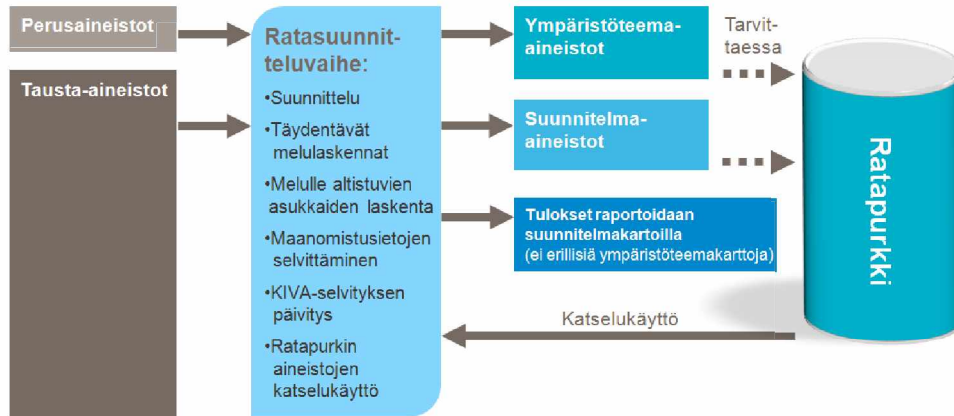 Perusaineistot
Tausta-aineistot
Ratasuunnit-
teluvaihe:
•Suunnittelu
•Täydentävät
melulaskennat
•Melulle altistuvien
asukkaiden laskenta
•Maanomistusietojen
selvittäminen
•KIVA-selvityksen
päivitys
•Ratapurkin
aineistojen
katselukäyttö
Ympäristöteema-
aineistot
Suunnitelma-
aineistot
Tulokset raportoidaan
suunnitelmakartoilla
(ei erillisiä ympäristöteemakarttoja)
Tarvit-
taessa
Katselukäyttö
Ratapurkki